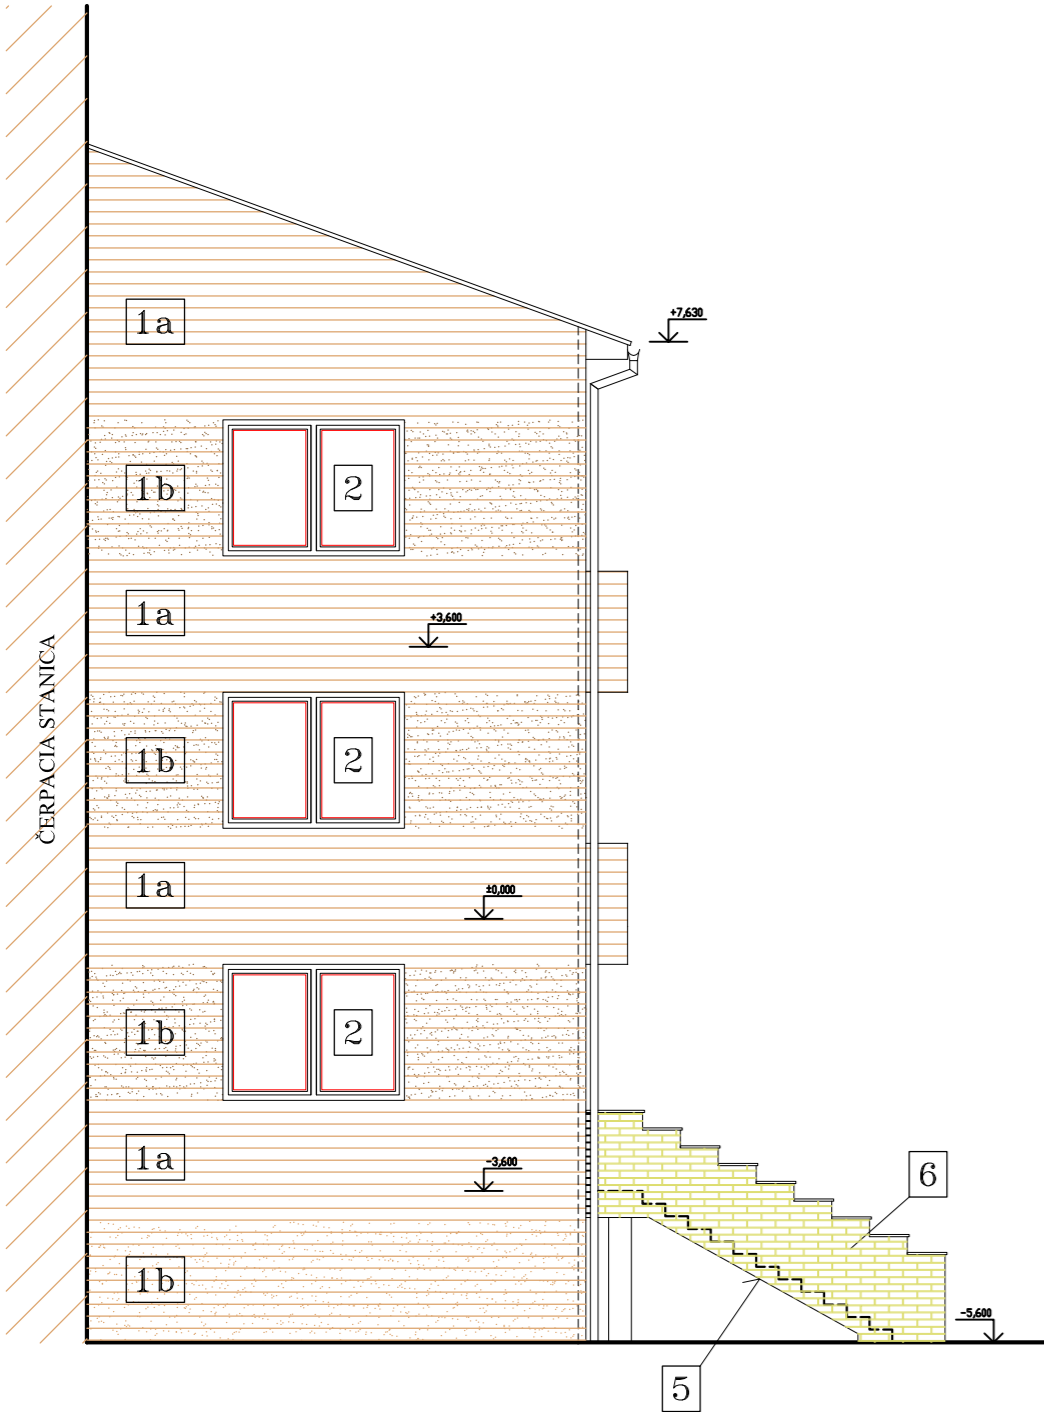 +7,630
1a
1b
2
1a
+3,600
ČERPACIA STANICA
1b
2
1a
±0,000
1b
2
1a
-3,600
6
1b
-5,600
5